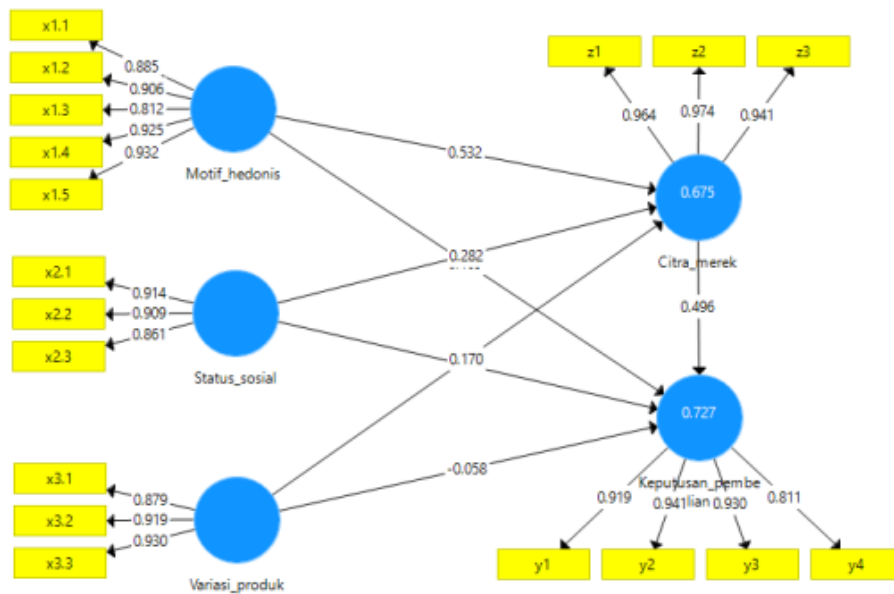 x1.1
x1.2
x1.3
x1.4
x1.5
0.885
0.906
0.812
0.925
0.932
Motif_hedonis
x2.1
x2.2
x2.3
0.914
0.909
0.861
Status_sosial
x3.1
x3.2
x3.3
0.879
0.919
0.930
Variasi_produk
0.532
0.282
0.170
-0.058
z1
z2
z3
0.964
0.974
0.941
0.675
Citra_merek
0.496
0.727
Keputusan_pembe
lian
0.919
0.941
0.930
0.811
y1
y2
y3
y4